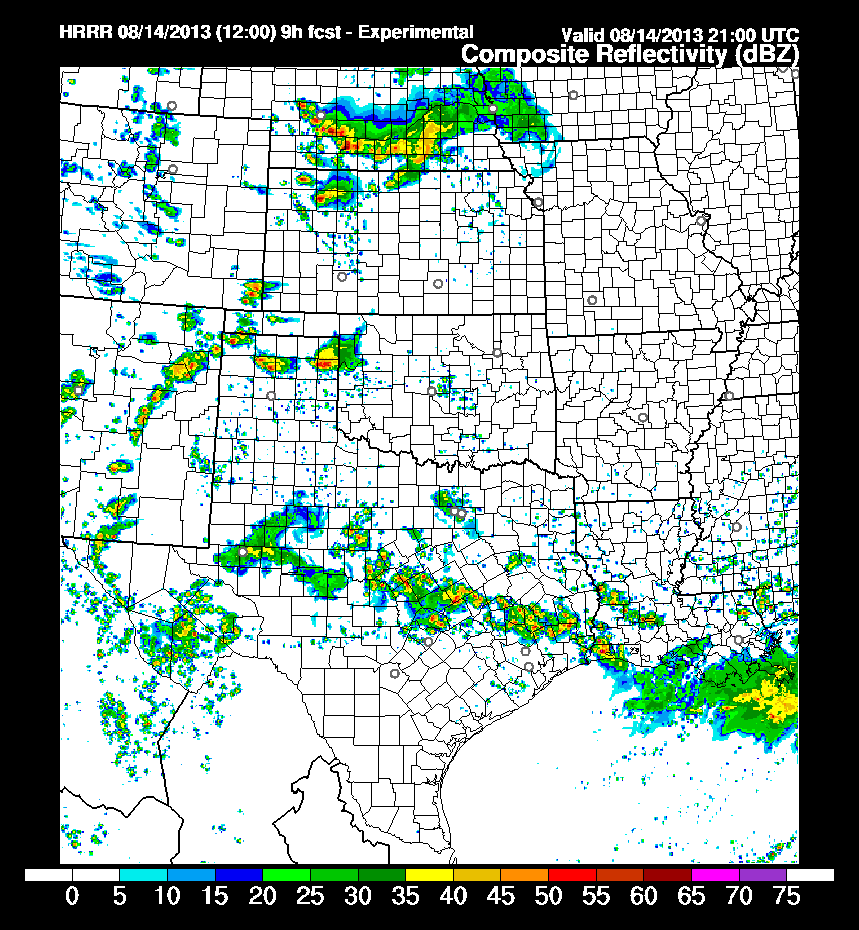 HRRR 08/14/2013 (12:00) 9h fcst - Experimental
Valid 08/14/2013 21:00 UTC
Composite Reflectivity (dBZ)
23
0 5 10 15 20 25 30 35 40 45 50 55 60 65 70 75